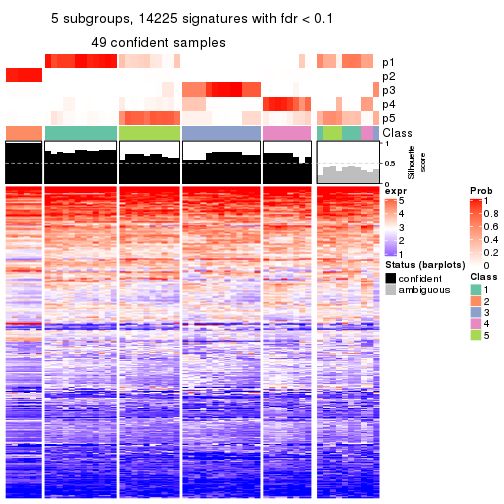 5 subgroups, 14225 signatures with fdr < 0.1
49 confident samples
p1
p2
p3
p4
p5
Class
1
0.5
0
Silhouette
score
expr
5
4
3
2
1
Status (barplots)
confident
ambiguous
Prob
1
0.8
0.6
0.4
0.2
0
Class
1
2
3
4
5